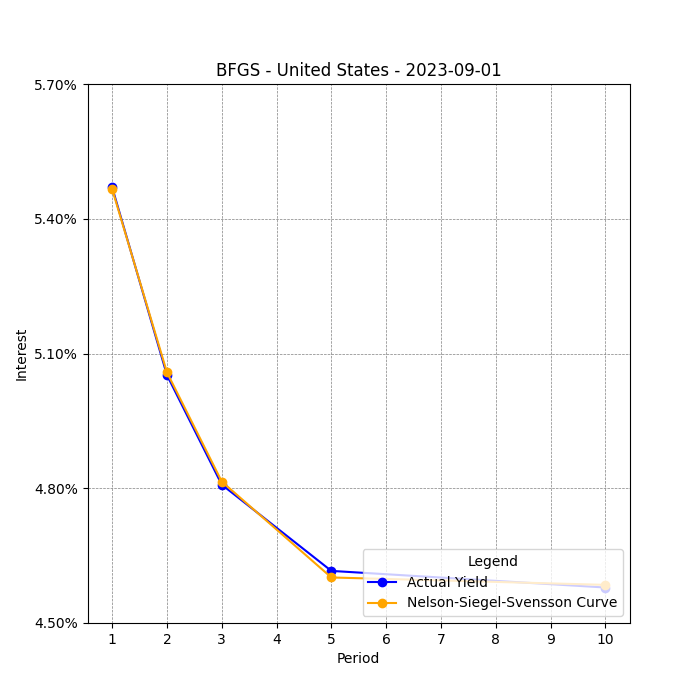 BFGS - United States - 2023-09-01
5.70%
5.40%
5.10%
4.80%
4.50%
Interest
1 2 3 4 5 6 7 8 9 10
Period
Legend
Actual Yield
Nelson-Siegel-Svensson Curve